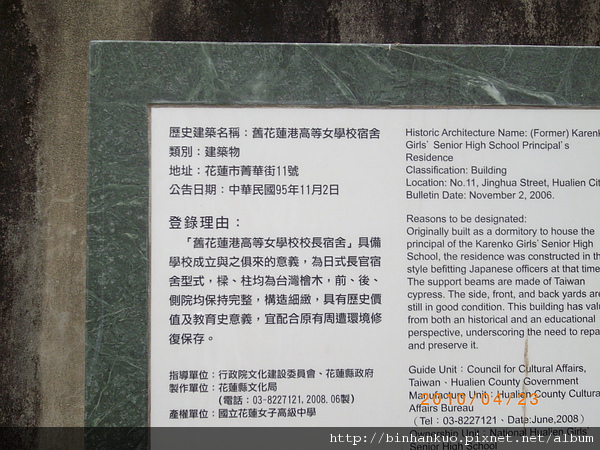 歷史建築名稱：舊花蓮港高等女學校宿舍
類別：建築物
地址：花蓮市菁華街11號
公告日期：中華民國95年11月2日
登錄理由：
「舊花蓮港高等女學校校長宿舍」具備
學校成立與之俱來的意義，為日式長官宿
舍型式，樑、柱均為台灣檜木，前、後、
側院均保持完整，構造細緻，具有歷史價
值及教育史意義，宜配合原有周遭環境修
復保存。
指導單位：行政院文化建設委員會、花蓮縣政府
製作單位：花蓮縣文化局
(電話：03-8227121, 2008. 06製)
產權單位：國立花蓮女子高級中學
Historic Architecture Name: (Former) Karenko
Girls' Senior High School Principal's
Residence
Classification: Building
Location: No.11, Jinghua Street, Hualien Cit
Bulletin Date: November 2, 2006.
Reasons to be designated:
Originally built as a dormitory to house the
principal of the Karenko Girls' Senior High
School, the residence was constructed in th
style befitting Japanese officers at that time
The support beams are made of Taiwan
cypress. The side, front, and back yards are
still in good condition. This building has valu
from both an historical and an educational
perspective, underscoring the need to repa
and preserve it.
Guide Unit：Council for Cultural Affairs,
Taiwan、Hualien County Government
Manufacture Unit：Hualien County Cultural
Affairs Bureau
（Tel：03-8227121、Date:June,2008）
Ownership Unit：National Hualien Girls'
Senior High School
2010/04/23
http://binhankuo.pixnet.net/album